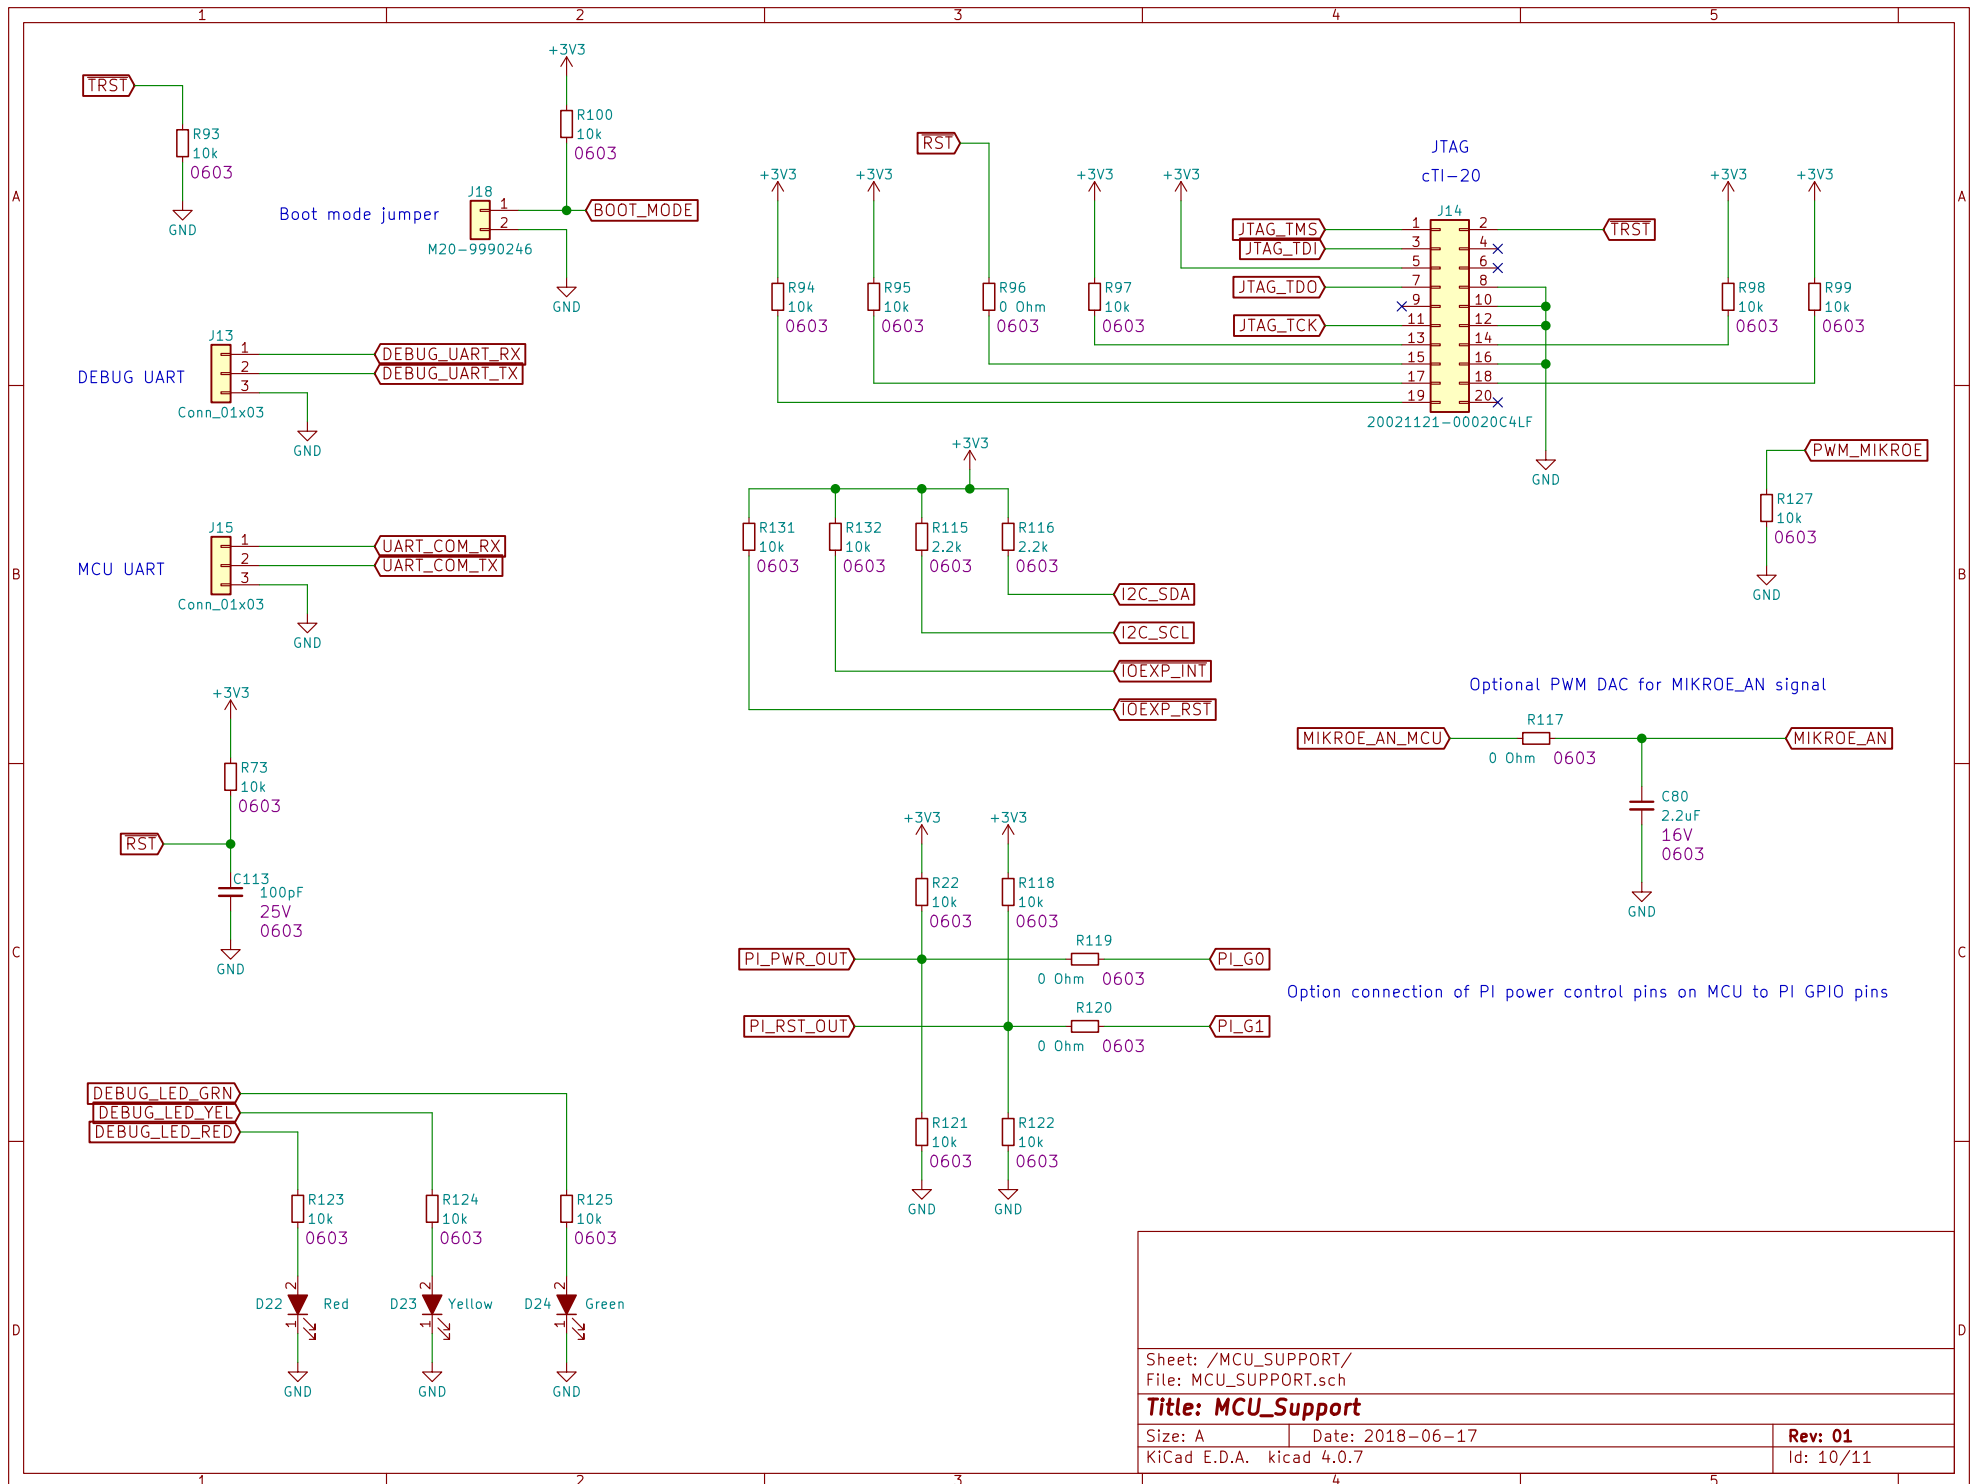 1 2 3 4 5
A
B
C
D
TRST
R93
10k
0603
GND
+3V3
R100
10k
0603
Boot mode jumper
J18
1
2
M20-9990246
BOOT_MODE
GND
J13
DEBUG UART
1
2
3
DEBUG_UART_RX
DEBUG_UART_TX
Conn_01x03
GND
J15
MCU UART
1
2
3
UART_COM_RX
UART_COM_TX
Conn_01x03
GND
+3V3
R73
10k
0603
RST
C113
100pF
25V
0603
GND
DEBUG_LED_GRN
DEBUG_LED_YEL
DEBUG_LED_RED
R123
10k
0603
R124
10k
0603
R125
10k
0603
2
D22 Red
1
GND
2
D23 Yellow
1
GND
2
D24 Green
1
GND
JTAG
cTI-20
RST
+3V3
+3V3
+3V3
+3V3
+3V3
+3V3
R94
10k
0603
R95
10k
0603
R96
0 Ohm
0603
R97
10k
0603
R98
10k
0603
R99
10k
0603
J14
JTAG_TMS 1 2 TRST
JTAG_TDI 3 4
5 6
JTAG_TDO 7 8
9 10
JTAG_TCK 11 12
13 14
15 16
17 18
19 20
20021121-00020C4LF
GND
PWM_MIKROE
R127
10k
0603
GND
+3V3
R131
10k
0603
R132
10k
0603
R115
2.2k
0603
R116
2.2k
0603
I2C_SDA
I2C_SCL
IOEXP_INT
IOEXP_RST
Optional PWM DAC for MIKROE_AN signal
MIKROE_AN_MCU
R117
0 Ohm 0603
MIKROE_AN
C80
2.2uF
16V
0603
GND
+3V3
+3V3
R22
10k
0603
R118
10k
0603
PI_PWR_OUT
R119
0 Ohm 0603
PI_G0
PI_RST_OUT
R120
0 Ohm 0603
PI_G1
Option connection of PI power control pins on MCU to PI GPIO pins
R121
10k
0603
R122
10k
0603
GND
GND
Sheet: /MCU_SUPPORT/
File: MCU_SUPPORT.sch
Title: MCU_Support
Size: A Date: 2018-06-17 Rev: 01
KiCad E.D.A. kicad 4.0.7 Id: 10/11
A
B
C
D
1 2 3 4 5